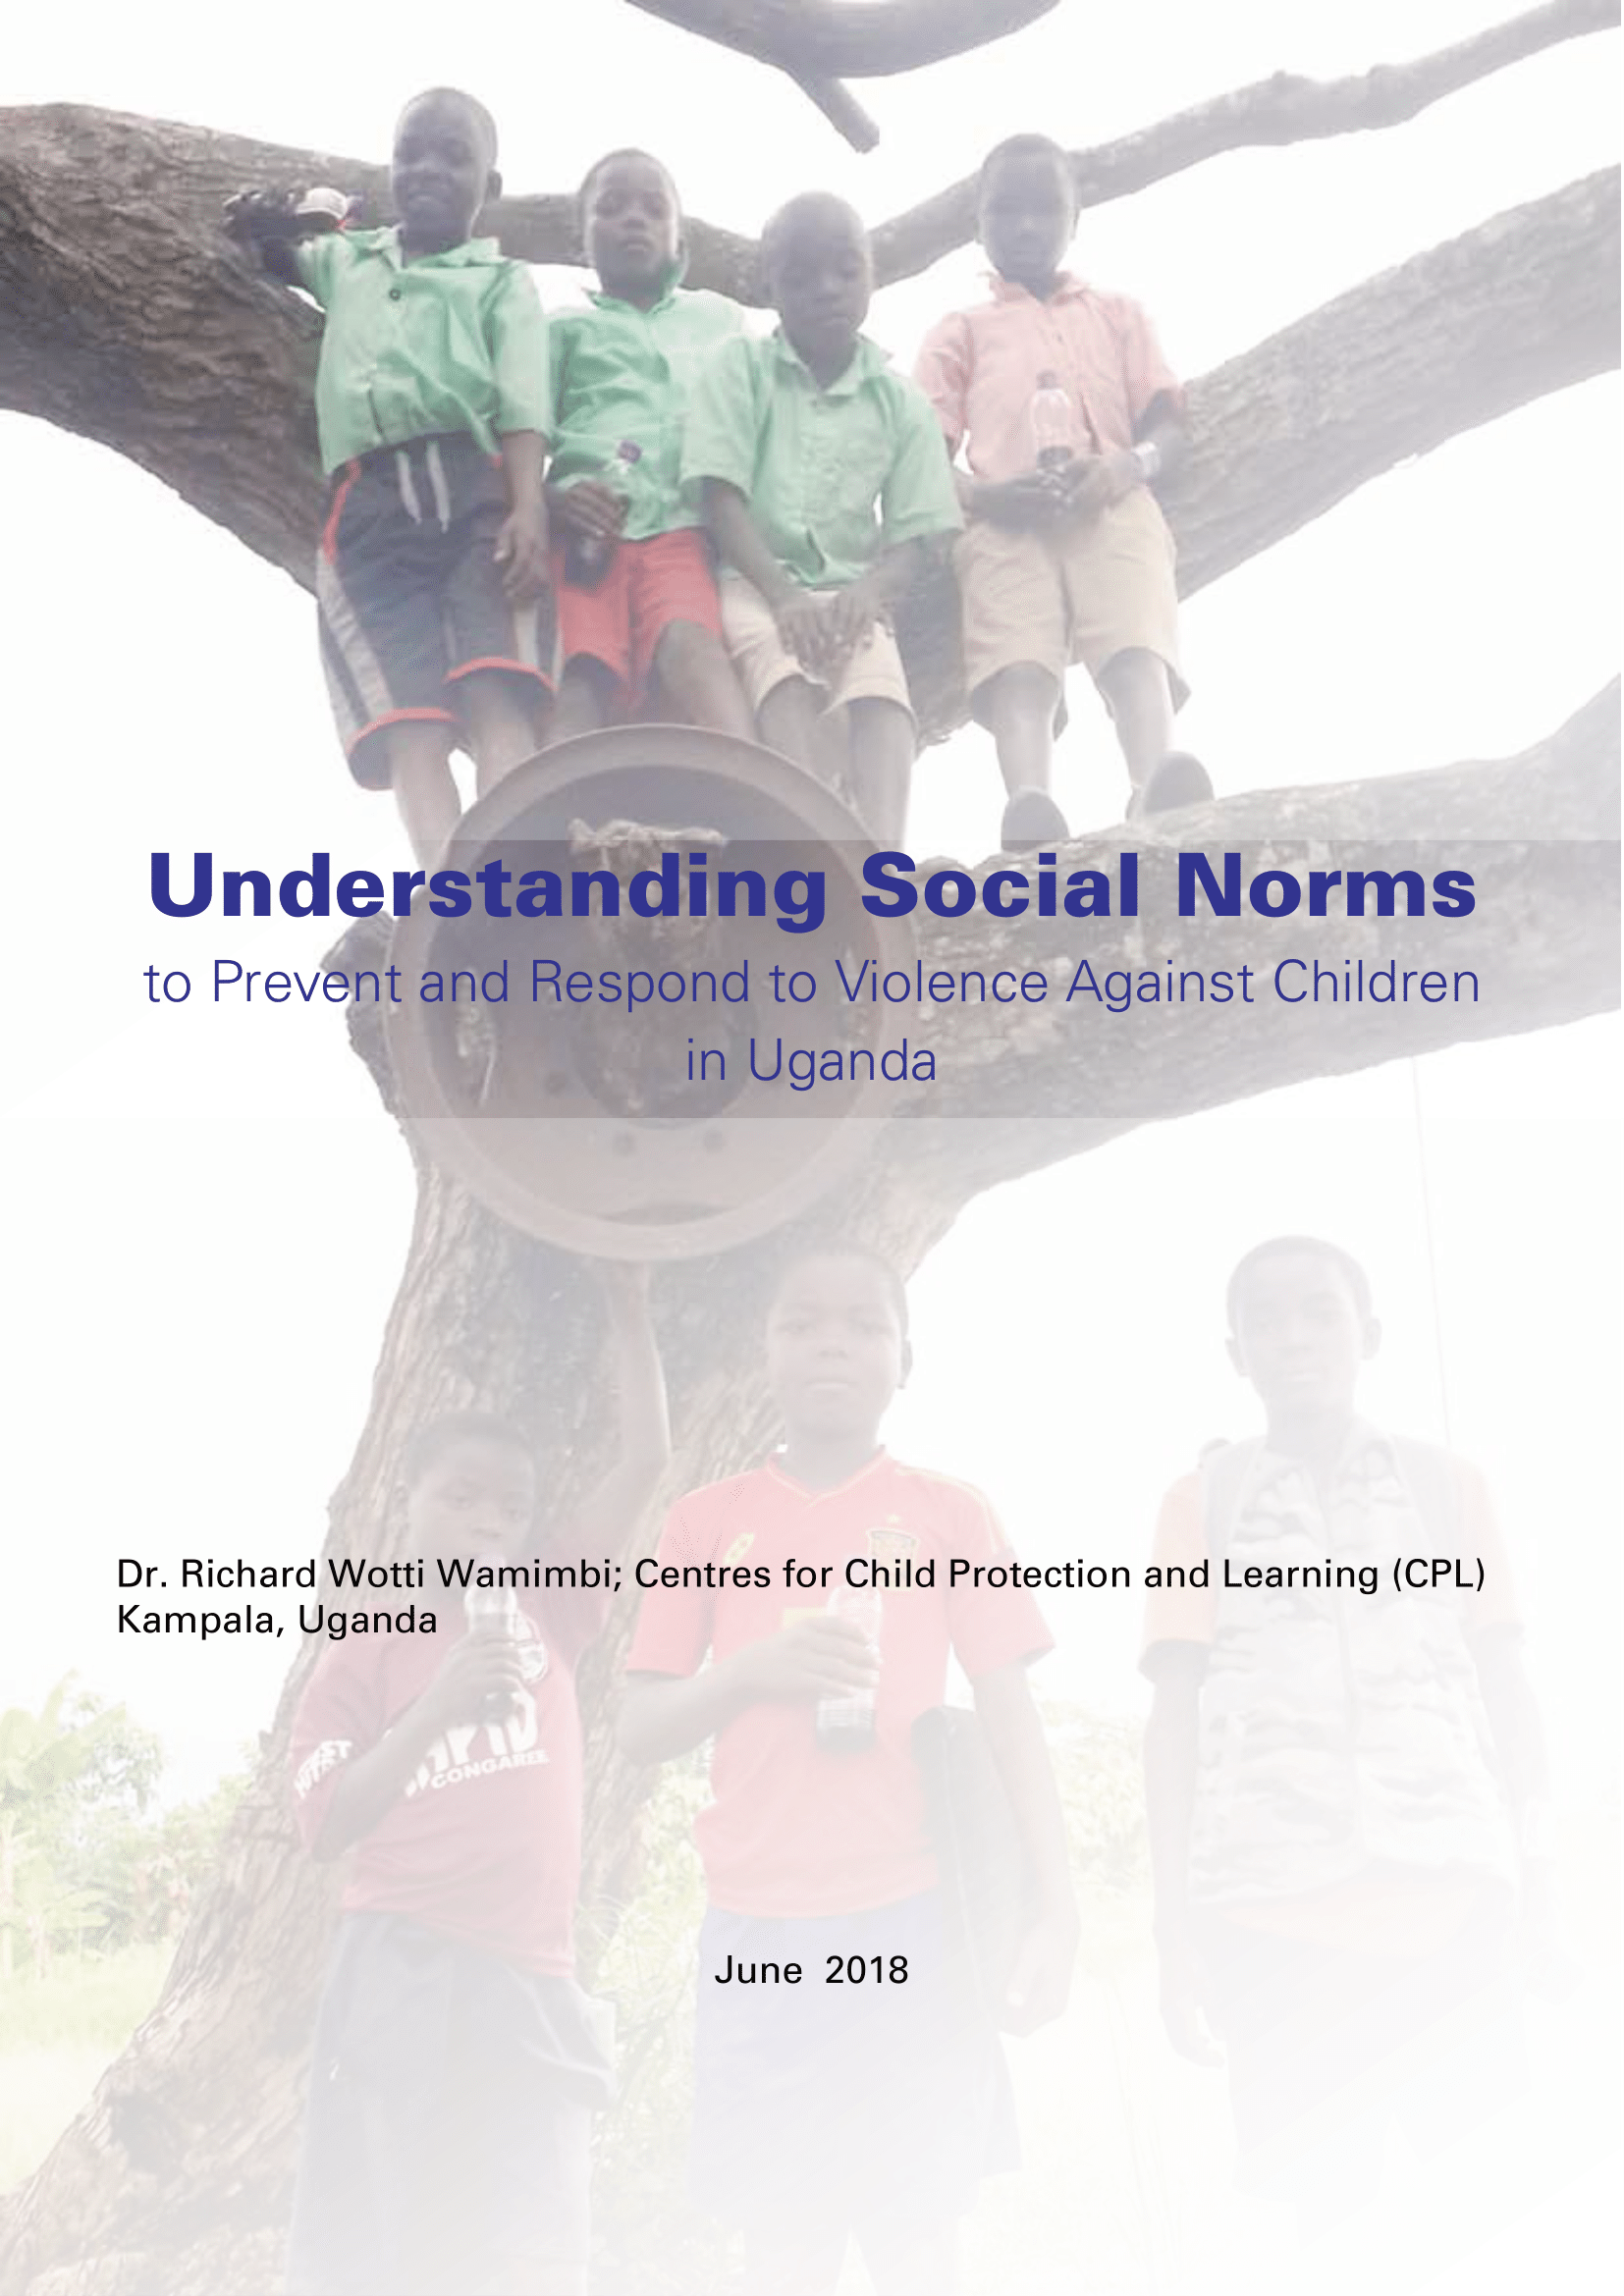 Understanding Social Norms
to Prevent and Respond to Violence Against Children
in Uganda
Dr. Richard Wotti Wamimbi; Centres for Child Protection and Learning (CPL)
Kampala, Uganda
CONGAREE
June 2018